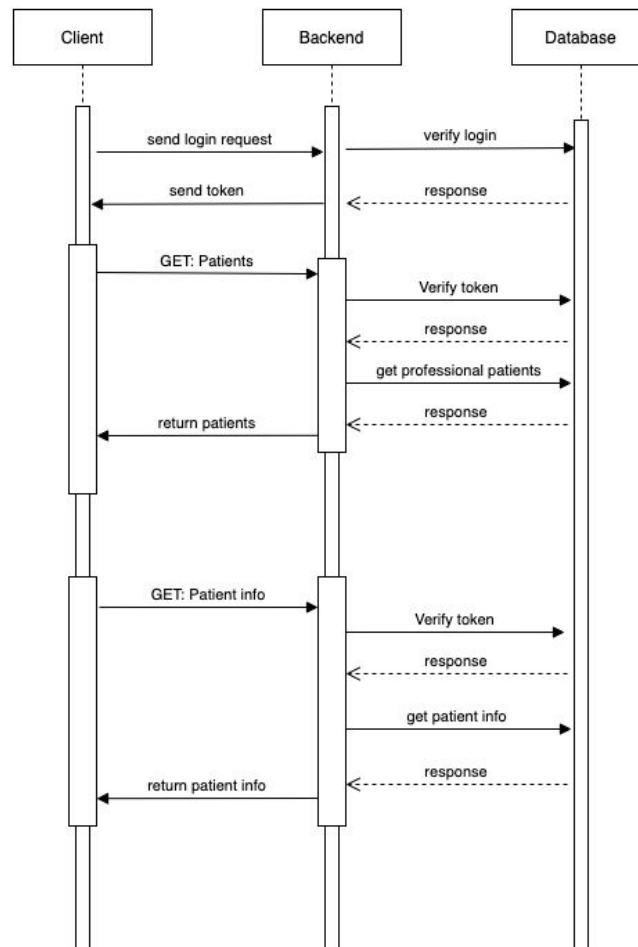 Client
Backend
Database
send login request
verify login
send token
response
GET: Patients
Verify token
response
get professional patients
response
return patients
GET: Patient info
Verify token
response
get patient info
response
return patient info